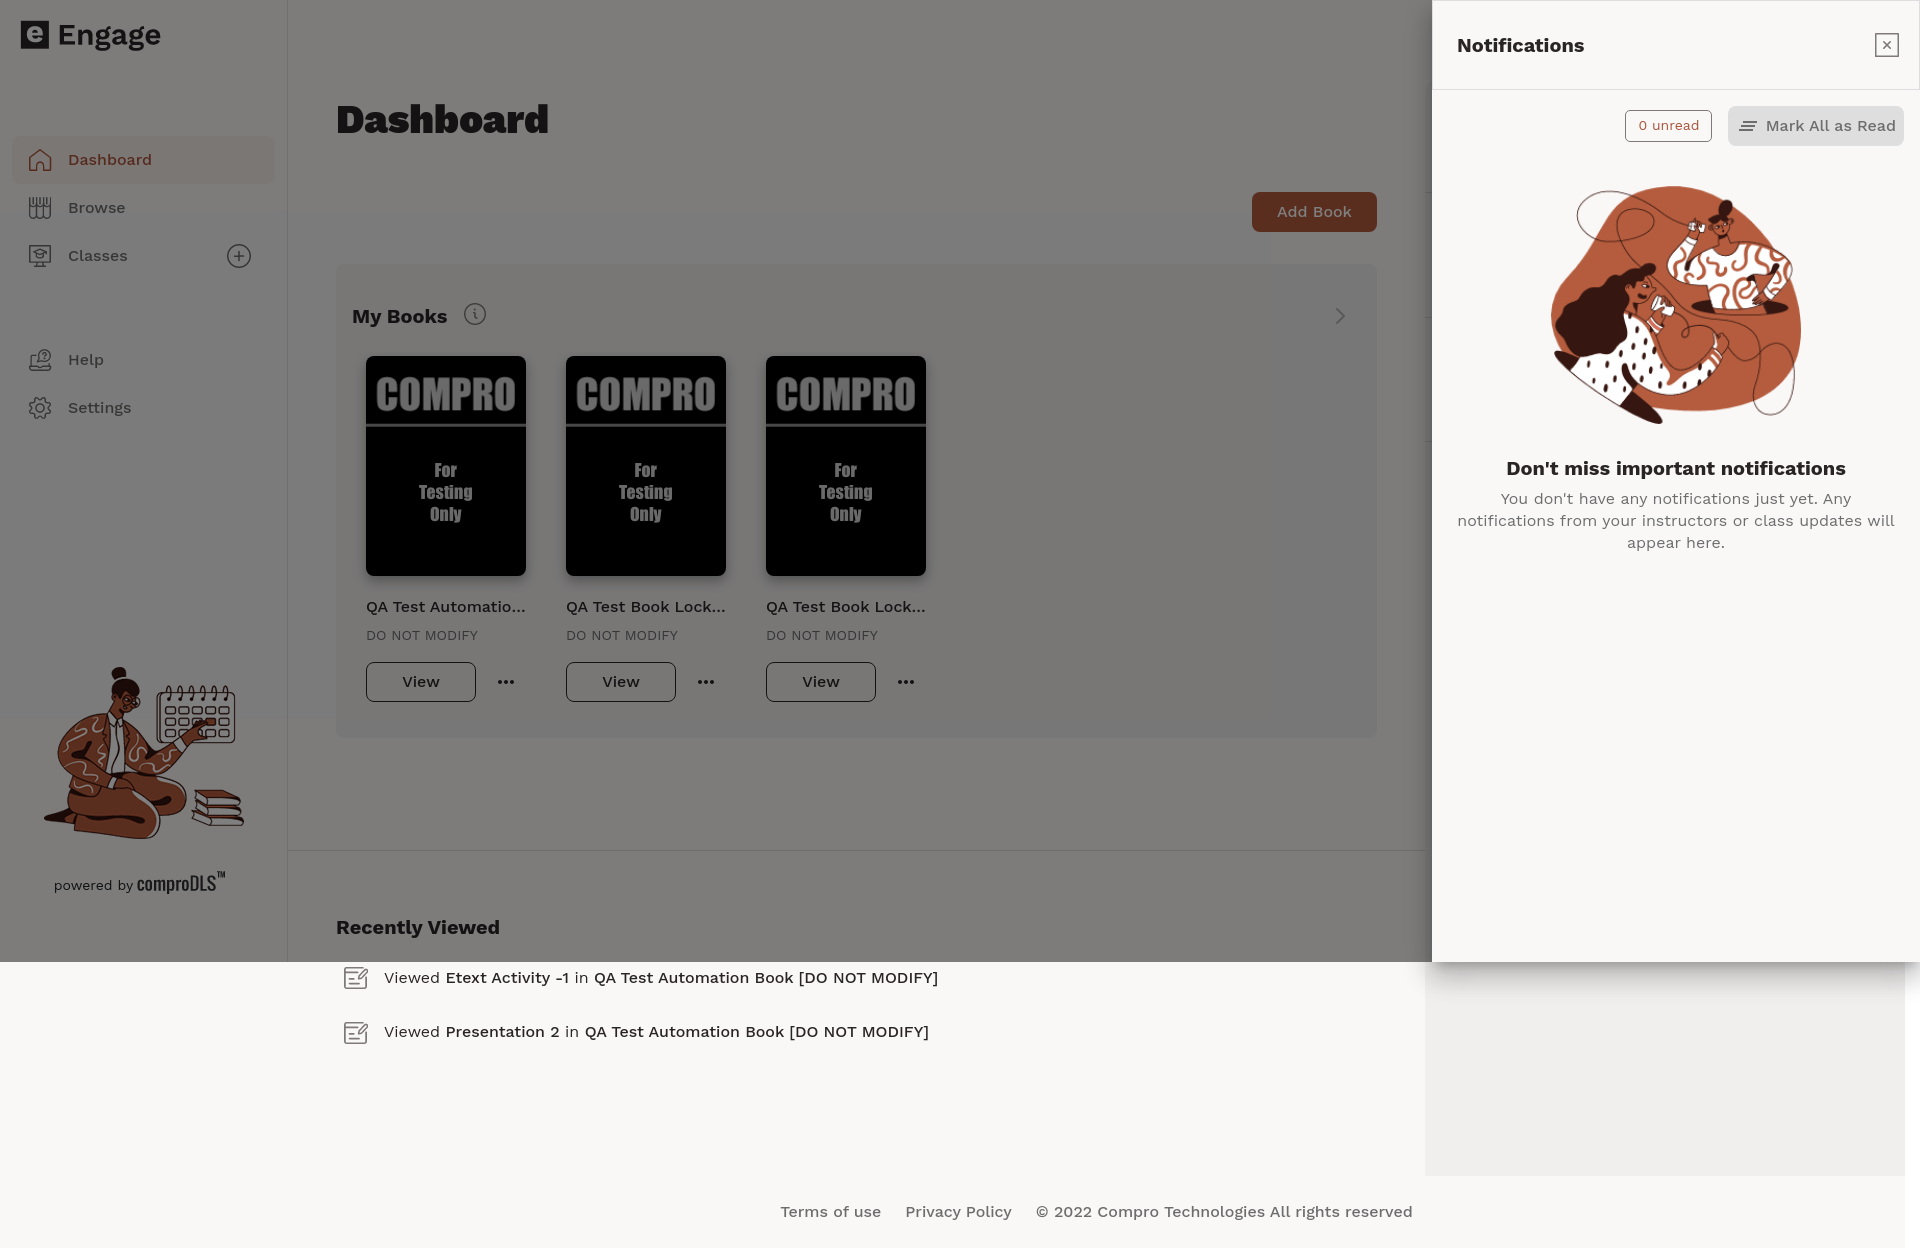 e Engage
Dashboard
Browse
Classes
Help
Settings
powered by comproDLS™
Dashboard
Add Book
My Books
COMPRO
For
Testing
Only
QA Test Automatio...
DO NOT MODIFY
View
COMPRO
For
Testing
Only
QA Test Book Lock...
DO NOT MODIFY
View
COMPRO
For
Testing
Only
QA Test Book Lock...
DO NOT MODIFY
View
Recently Viewed
Viewed Etext Activity -1 in QA Test Automation Book [DO NOT MODIFY]
Viewed Presentation 2 in QA Test Automation Book [DO NOT MODIFY]
Notifications
0 unread
Mark All as Read
Don't miss important notifications
You don't have any notifications just yet. Any
notifications from your instructors or class updates will
appear here.
Terms of use Privacy Policy © 2022 Compro Technologies All rights reserved